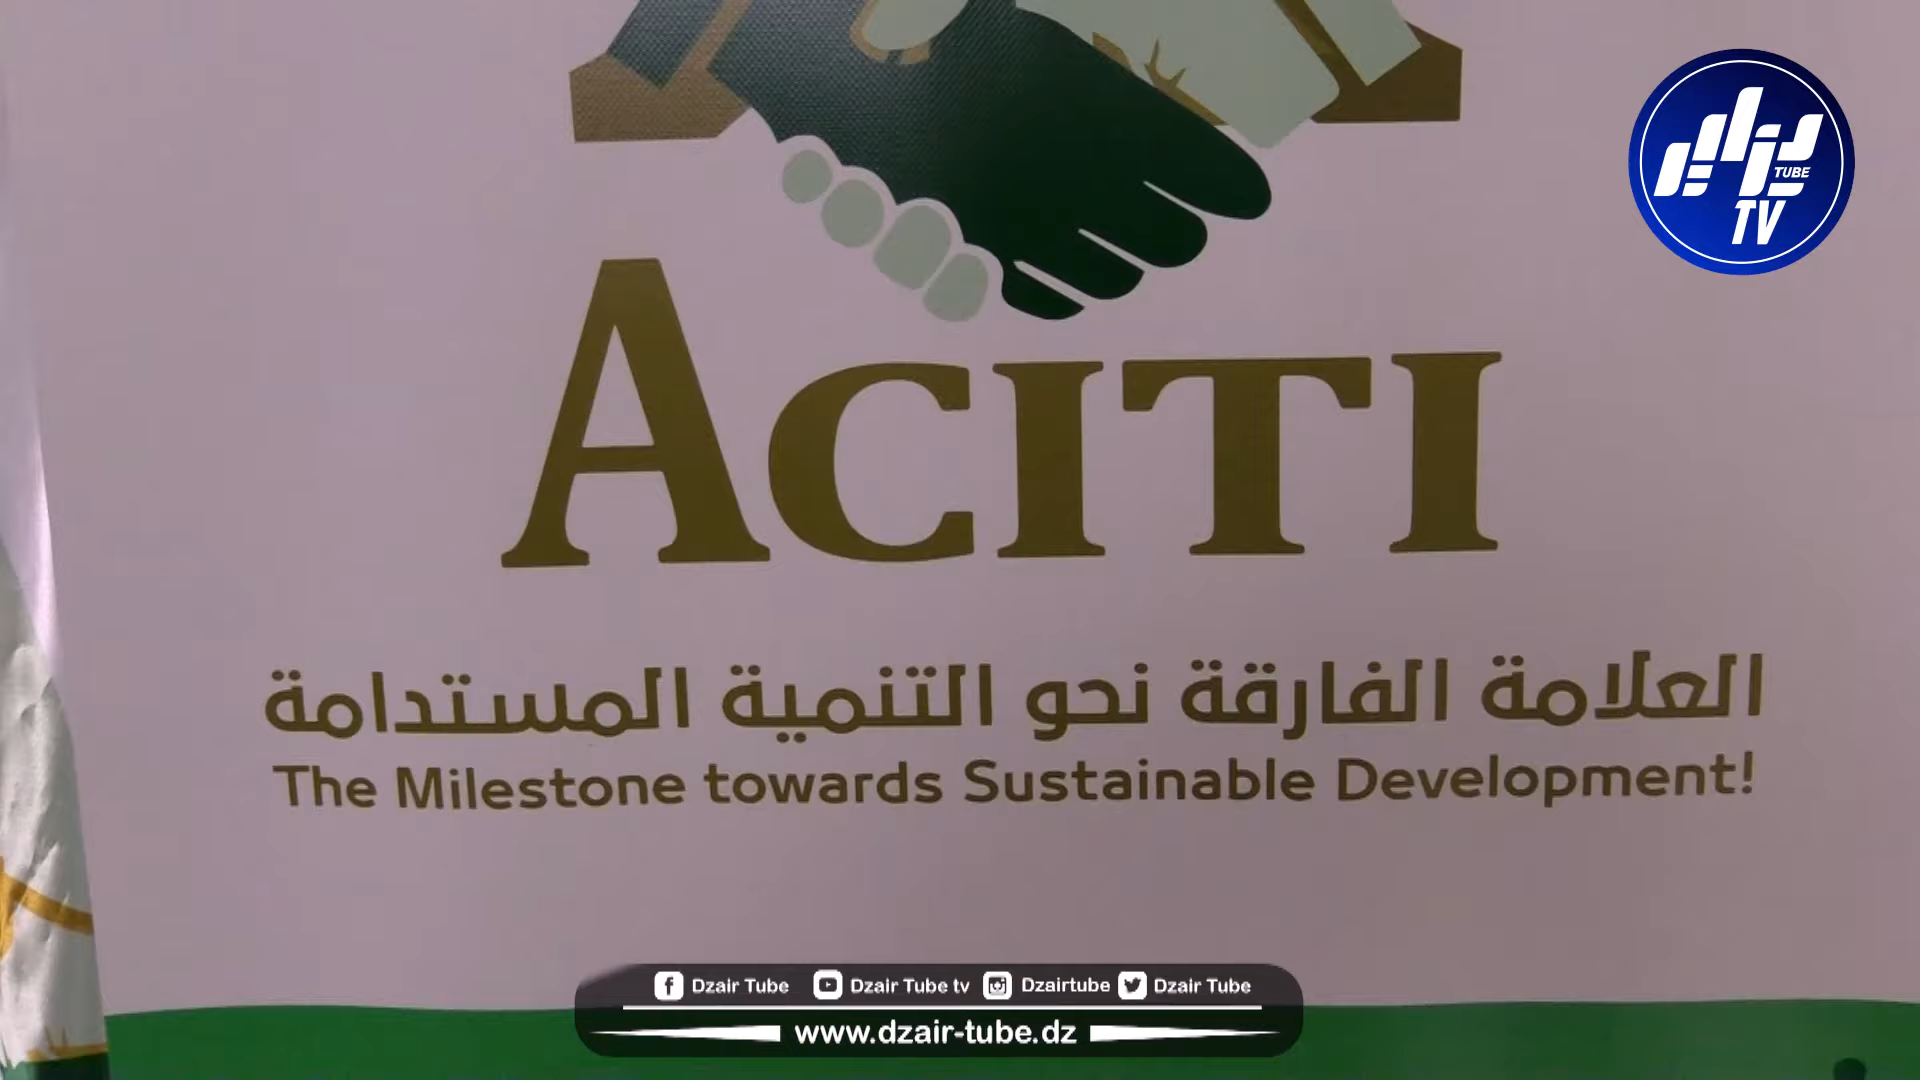 دزاير
TUBE
TV
ACITI
العلامة الفارقة نحو التنمية المستدامة
The Milestone towards Sustainable Development!
Dzair Tube Dzair Tube tv Dzairtube Dzair Tube
www.dzair-tube.dz